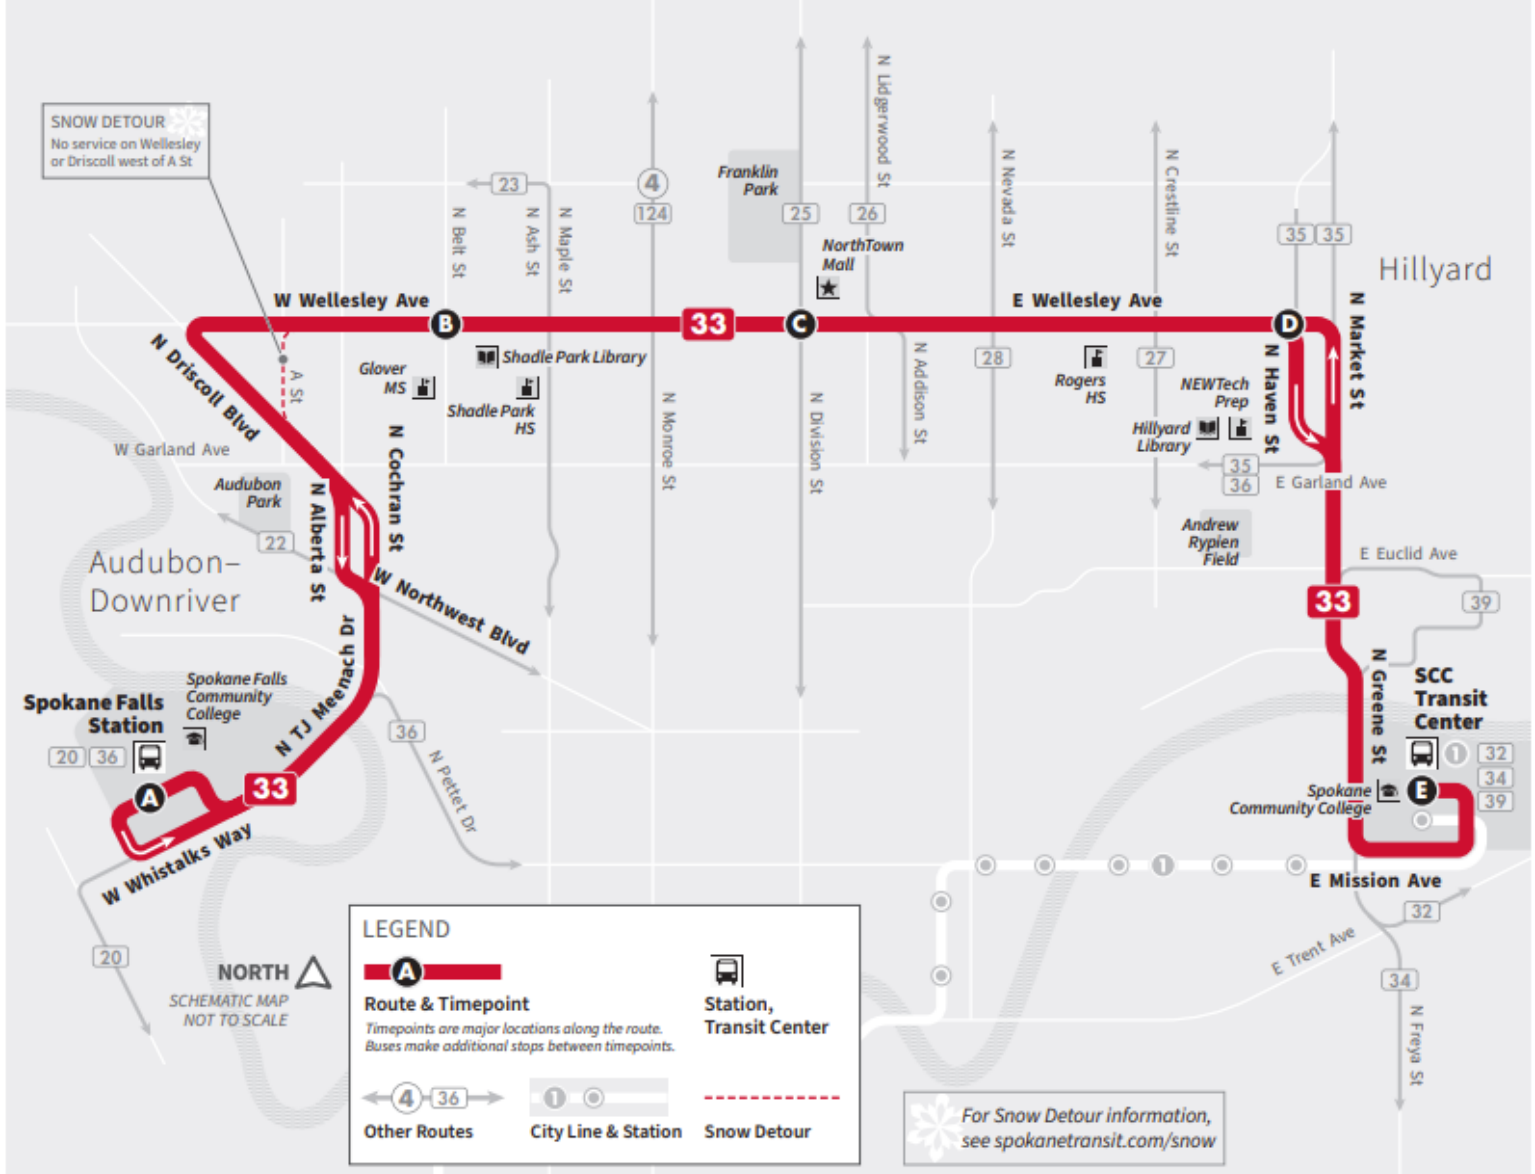 SNOW DETOUR
No service on Wellesley
or Driscoll west of A St
23
4
124
N Belt St
N Ash St
N Maple St
Franklin
Park
25
26
N Lidgerwood St
NorthTown
Mall
N Nevada St
N Crestline St
35
35
Hillyard
W Wellesley Ave
B
33
C
E Wellesley Ave
D
N Market St
N Haven St
N Driscoll Blvd
A St
Glover
MS
Shadle Park Library
Shadle Park
HS
N Monroe St
N Division St
N Addison St
28
Rogers
HS
27
NEWTech
Prep
Hillyard
Library
35
36
E Garland Ave
W Garland Ave
Audubon
Park
22
N Alberta St
N Cochran St
W Northwest Blvd
Audubon–
Downriver
Andrew
Rypien
Field
E Euclid Ave
39
33
N Greene St
SCC
Transit
Center
1
32
34
39
Spokane
Community College
E
E Mission Ave
1
32
E Trent Ave
34
N Freya St
Spokane Falls
Station
20
36
Spokane Falls
Community
College
A
33
N TJ Meenach Dr
36
N Pettet Dr
W Whistalks Way
20
NORTH
SCHEMATIC MAP
NOT TO SCALE
LEGEND
A
Route & Timepoint
Timepoints are major locations along the route.
Buses make additional stops between timepoints.
Station,
Transit Center
4
36
Other Routes
1
City Line & Station
Snow Detour
For Snow Detour information,
see spokanetransit.com/snow